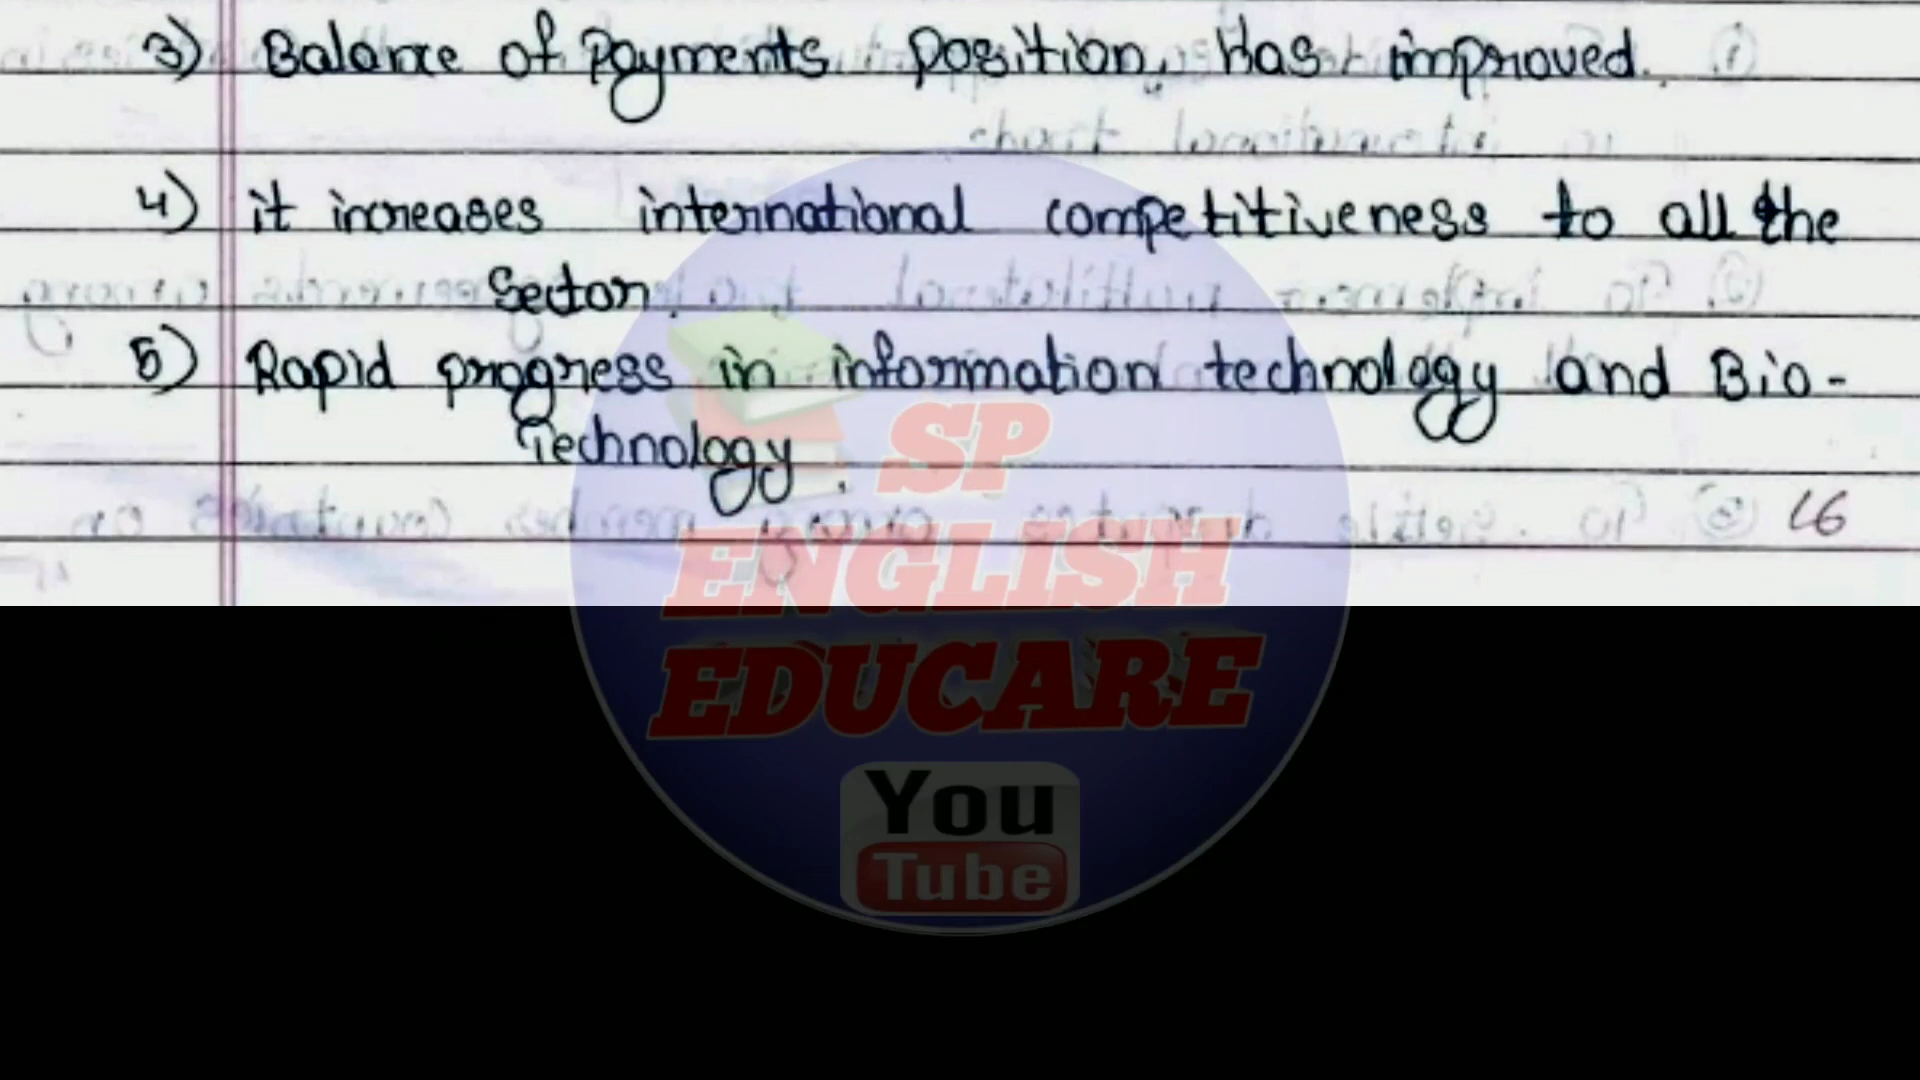 3) Balance of Payments position Has improved.
4) it increases international competitiveness to all the
Sector.
5) Rapid progress in information technology and Bio-
Technology.
16
SP
ENGLISH
EDUCARE
You
Tube